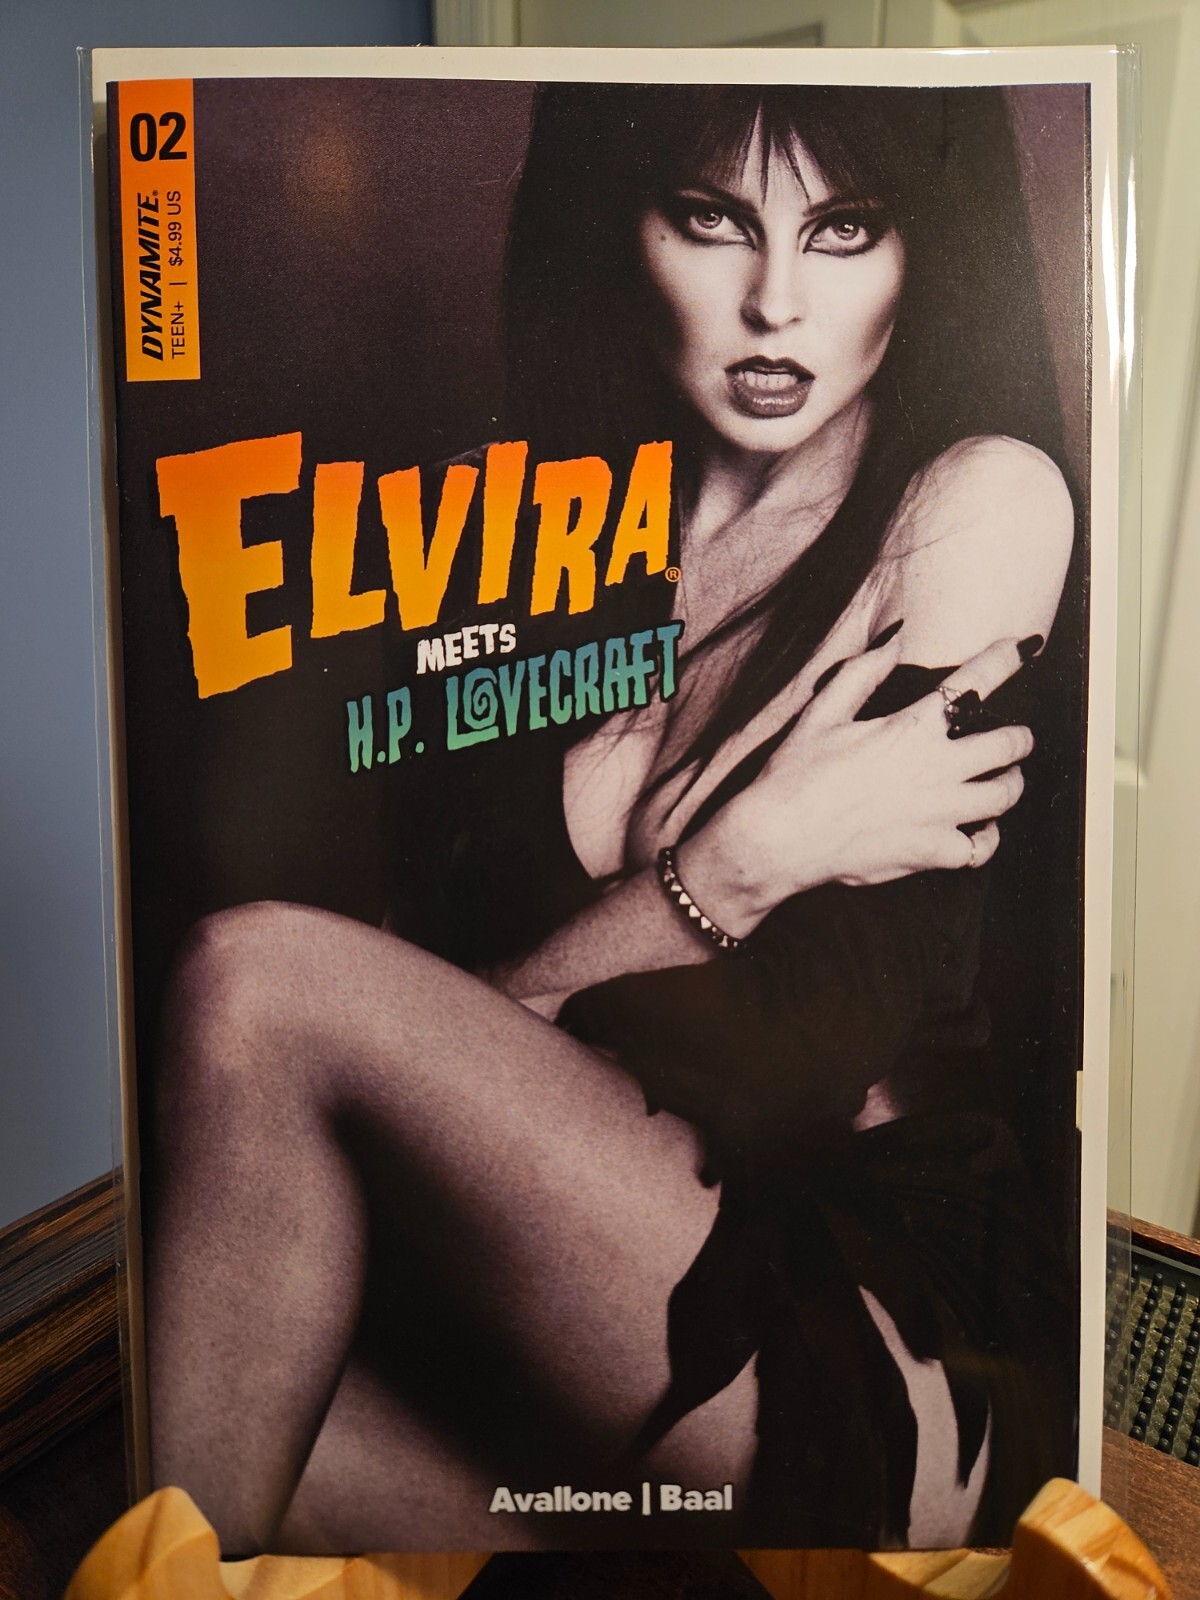 02
DYNAMITE®
TEEN+ | $4.99 US
ELVIRA®
MEETS
H.P. LOVECRAFT
Avallone | Baal